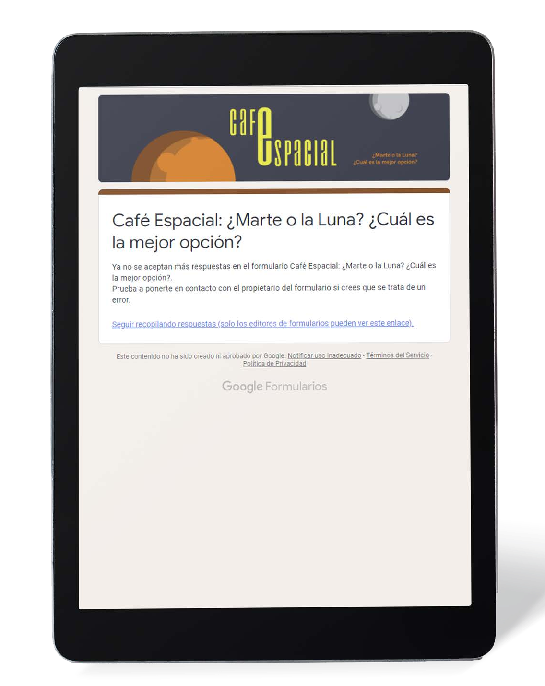 café
espacial
¿Marte o la Luna?
¿Cuál es la mejor opción?
Café Espacial: ¿Marte o la Luna? ¿Cuál es
la mejor opción?
Ya no se aceptan más respuestas en el formulario Café Espacial: ¿Marte o la Luna? ¿Cuál es
la mejor opción?.
Prueba a ponerte en contacto con el propietario del formulario si crees que se trata de un
error.
Seguir recopilando respuestas (solo los editores de formularios pueden ver este enlace).
Este contenido no ha sido creado ni aprobado por Google. Notificar uso inadecuado - Términos del Servicio -
Política de Privacidad
Google Formularios